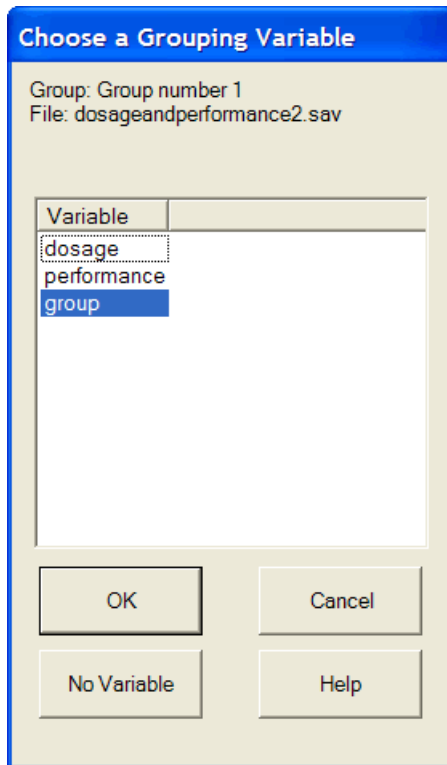 Choose a Grouping Variable
Group: Group number 1
File: dosageandperformance2.sav
Variable
dosage
performance
group
OK Cancel
No Variable Help